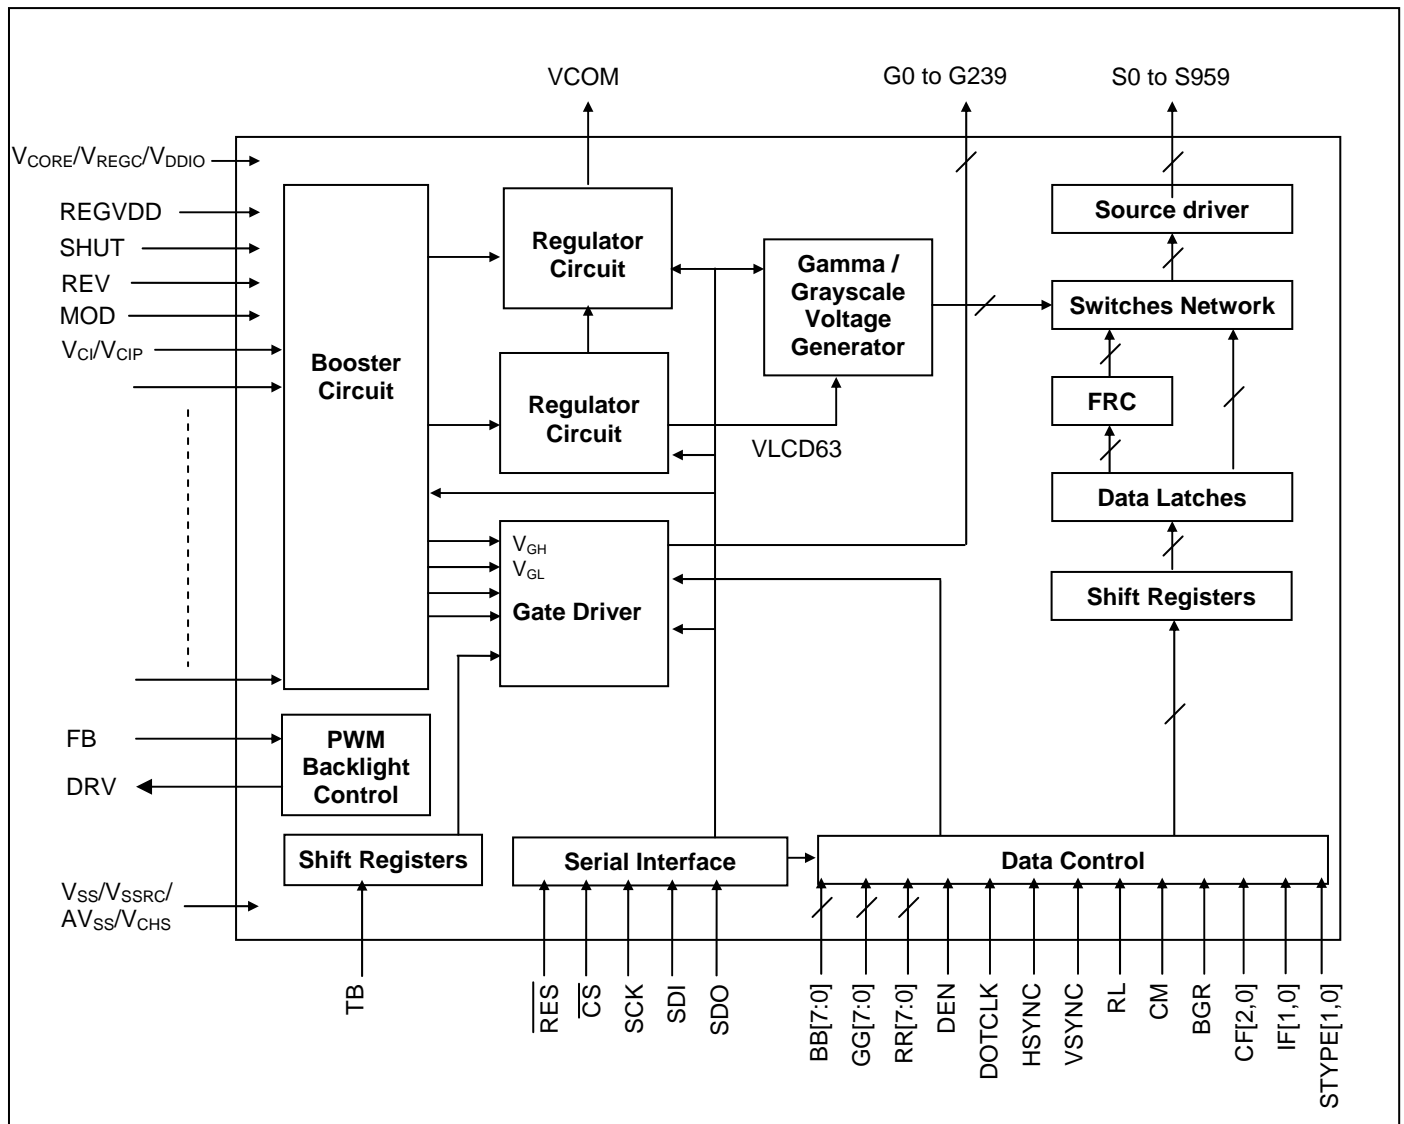 VCOM
G0 to G239
S0 to S959
VCORE/VREGC/VDDIO
REGVDD
SHUT
REV
MOD
VCI/VCIP
Booster
Circuit
Regulator
Circuit
Regulator
Circuit
Gamma /
Grayscale
Voltage
Generator
VLCD63
Source driver
Switches Network
FRC
Data Latches
Shift Registers
VGH
VGL
Gate Driver
FB
DRV
PWM
Backlight
Control
Shift Registers
Serial Interface
Data Control
VSS/VSSRC/
AVSS/VCHS
TB
RES
CS
SCK
SDI
SDO
BB[7:0]
GG[7:0]
RR[7:0]
DEN
DOTCLK
HSYNC
VSYNC
RL
CM
BGR
CF[2,0]
IF[1,0]
STYPE[1,0]